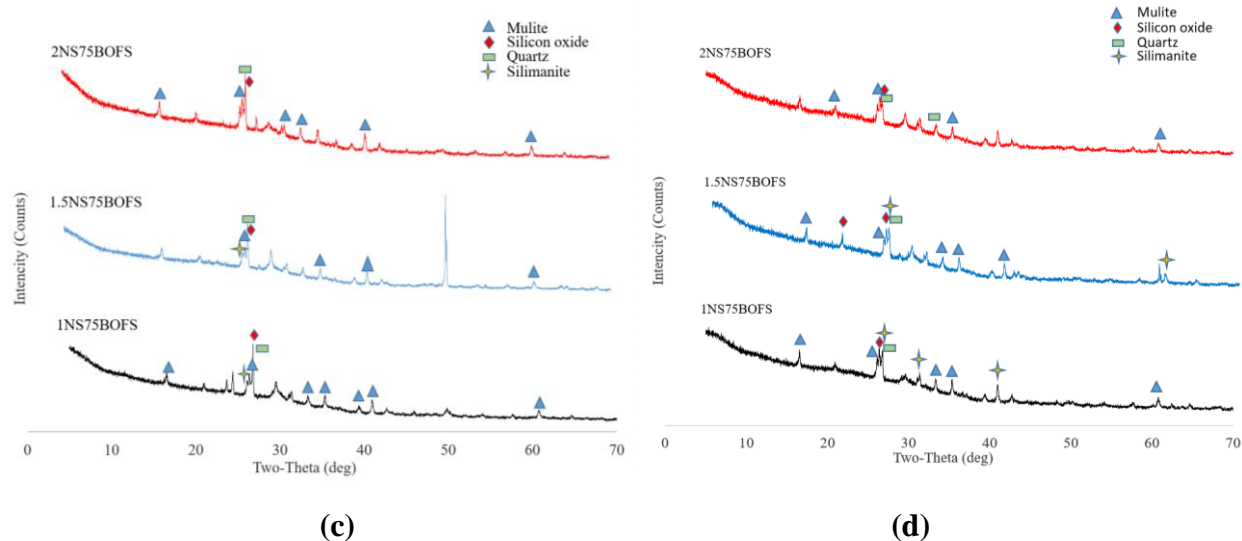 Mulite
Silicon oxide
Quartz
Silimanite
2NS75BOFS
1.5NS75BOFS
1NS75BOFS
Intencity (Counts)
0 10 20 30 40 50 60 70
Two-Theta (deg)
(c)
Mulite
Silicon oxide
Quartz
Silimanite
2NS75BOFS
1.5NS75BOFS
1NS75BOFS
Intencity (Counts)
0 10 20 30 40 50 60 70
Two-Theta (deg)
(d)